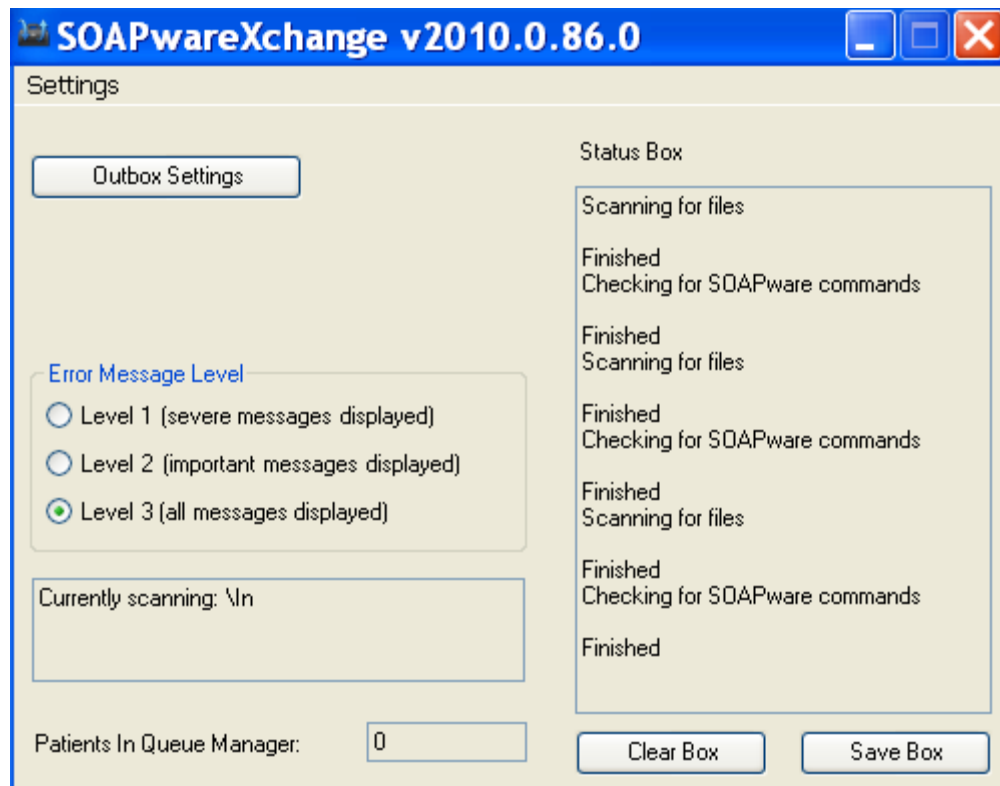 SOAPwareXchange v2010.0.86.0
Settings
Outbox Settings
Error Message Level
Level 1 (severe messages displayed)
Level 2 (important messages displayed)
Level 3 (all messages displayed)
Currently scanning: \In
Patients In Queue Manager:
0
Status Box
Scanning for files
Finished
Checking for SOAPware commands
Finished
Scanning for files
Finished
Checking for SOAPware commands
Finished
Scanning for files
Finished
Checking for SOAPware commands
Finished
Clear Box
Save Box